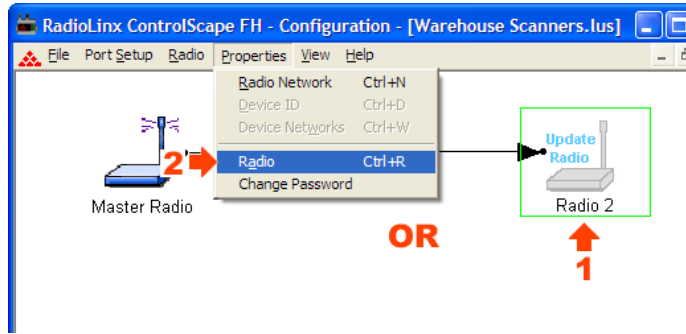 RadioLinx ControlScape FH - Configuration - [Warehouse Scanners.lus]
File Port Setup Radio Properties View Help
Radio Network Ctrl+N
Device ID Ctrl+D
Device Networks Ctrl+W
Radio Ctrl+R
Change Password
2
Master Radio
Update
Radio
Radio 2
OR
1